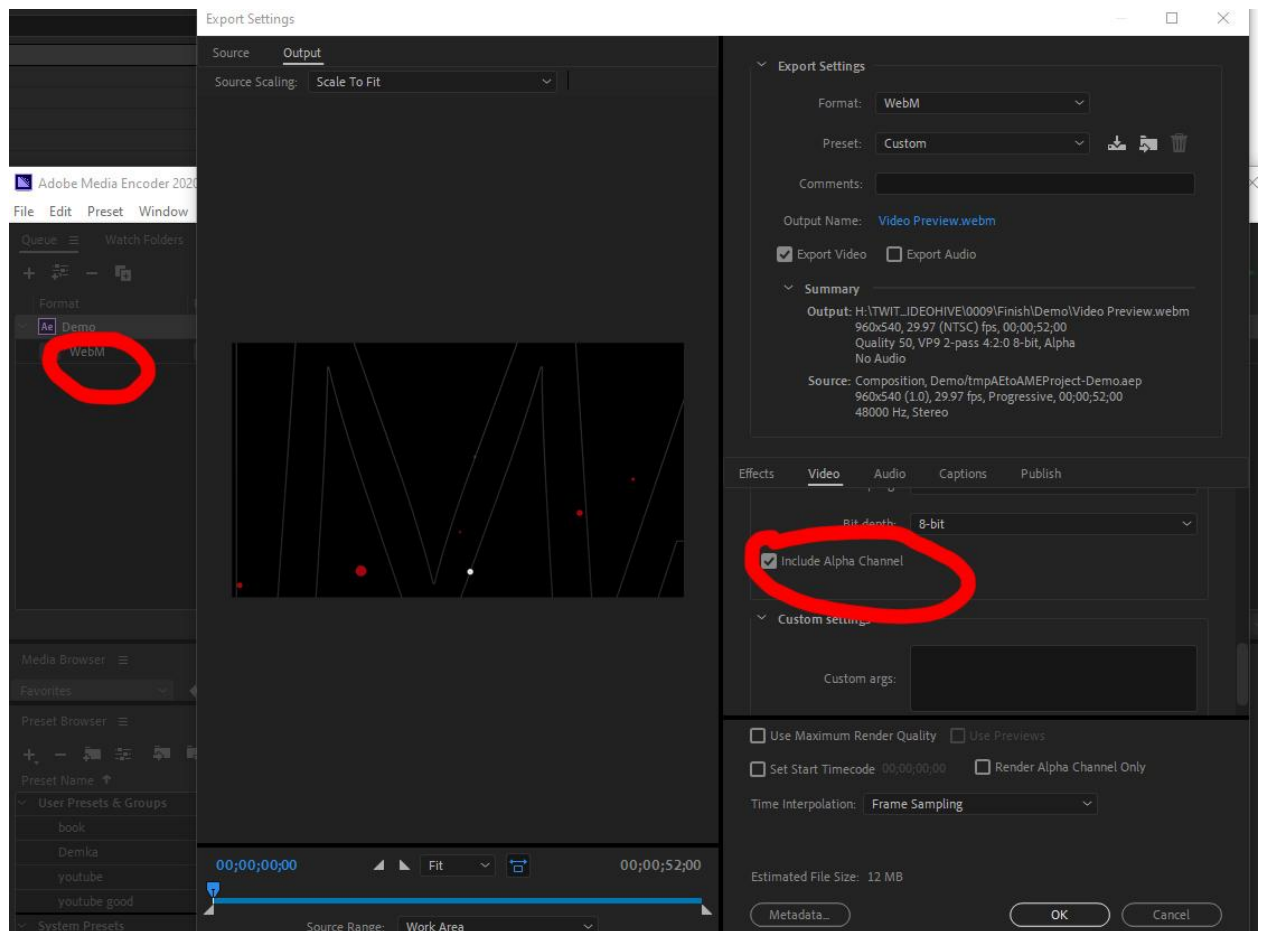 Export Settings
Source Output
Source Scaling: Scale To Fit
Export Settings
Format: WebM
Preset: Custom
Comments:
Output Name: Video Preview.webm
Export Video Export Audio
Summary
Output: H:\TWIT_IDEOHIVE\0009\Finish\Demo\Video Preview.webm
960x540, 29.97 (NTSC) fps, 00;00;52;00
Quality 50, VP9 2-pass 4:2:0 8-bit, Alpha
No Audio
Source: Composition, Demo/tmpAEtoAMEProject-Demo.aep
960x540 (1.0), 29.97 fps, Progressive, 00;00;52;00
48000 Hz, Stereo
Effects Video Audio Captions Publish
Bit depth: 8-bit
Include Alpha Channel
Custom settings
Custom args:
Use Maximum Render Quality Use Previews
Set Start Timecode 00;00;00;00 Render Alpha Channel Only
Time Interpolation: Frame Sampling
Estimated File Size: 12 MB
Metadata... OK Cancel
00;00;00;00 Fit 00;00;52;00
Source Range: Work Area
Adobe Media Encoder 2020
File Edit Preset Window
Queue Watch Folders
Format
Ae Demo
WebM
Media Browser
Favorites
Preset Browser
Preset Name
User Presets & Groups
book
Demka
youtube
youtube good
System Presets